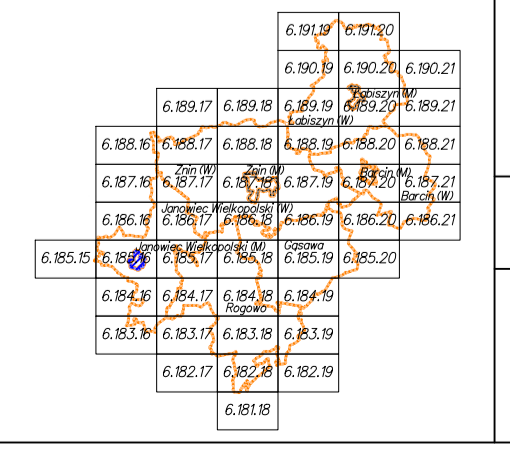 6.191.19 6.191.20
6.190.19 6.190.20 6.190.21
Łabiszyn (M)
6.189.17 6.189.18 6.189.19 6.189.20 6.189.21
Łabiszyn (W)
6.188.16 6.188.17 6.188.18 6.188.19 6.188.20 6.188.21
Żnin (W) Żnin (M) Barcin (M)
6.187.16 6.187.17 6.187.18 6.187.19 6.187.20 6.187.21
Barcin (W)
Janowiec Wielkopolski (W)
6.186.16 6.186.17 6.186.18 6.186.19 6.186.20 6.186.21
Janowiec Wielkopolski (M) Gąsawa
6.185.15 6.185.16 6.185.17 6.185.18 6.185.19 6.185.20
6.184.16 6.184.17 6.184.18 6.184.19
Rogowo
6.183.16 6.183.17 6.183.18 6.183.19
6.182.17 6.182.18 6.182.19
6.181.18